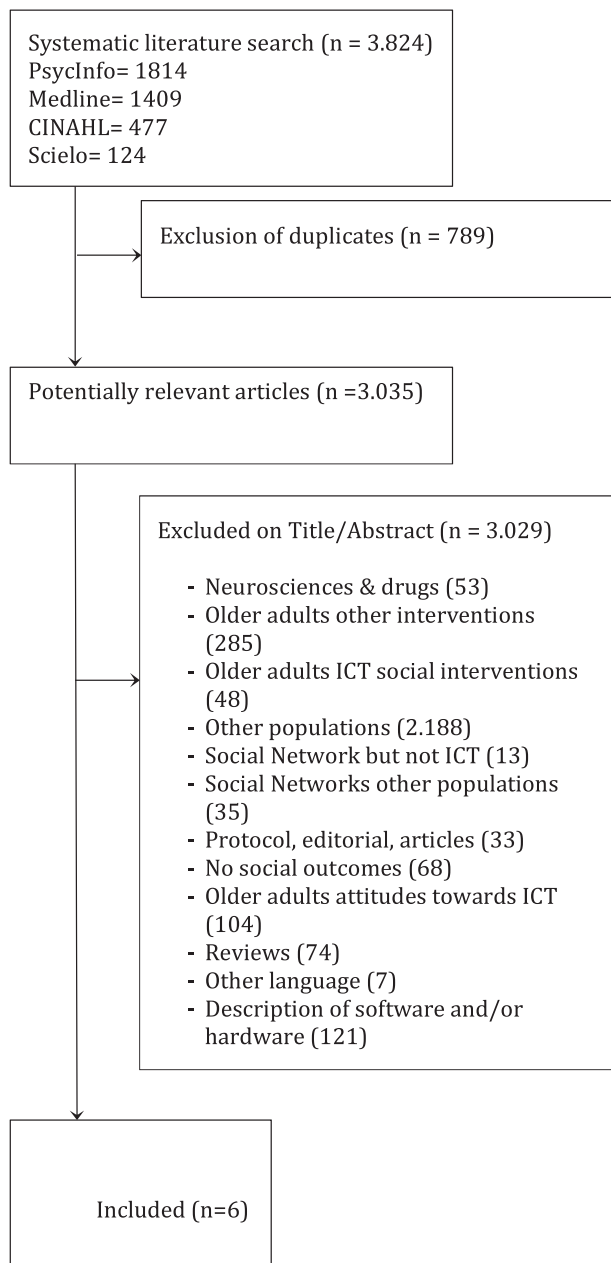 Systematic literature search (n = 3.824)
PsycInfo= 1814
Medline= 1409
CINAHL= 477
Scielo= 124
Exclusion of duplicates (n = 789)
Potentially relevant articles (n =3.035)
Excluded on Title/Abstract (n = 3.029)
- Neurosciences & drugs (53)
- Older adults other interventions
(285)
- Older adults ICT social interventions
(48)
- Other populations (2.188)
- Social Network but not ICT (13)
- Social Networks other populations
(35)
- Protocol, editorial, articles (33)
- No social outcomes (68)
- Older adults attitudes towards ICT
(104)
- Reviews (74)
- Other language (7)
- Description of software and/or
hardware (121)
Included (n=6)